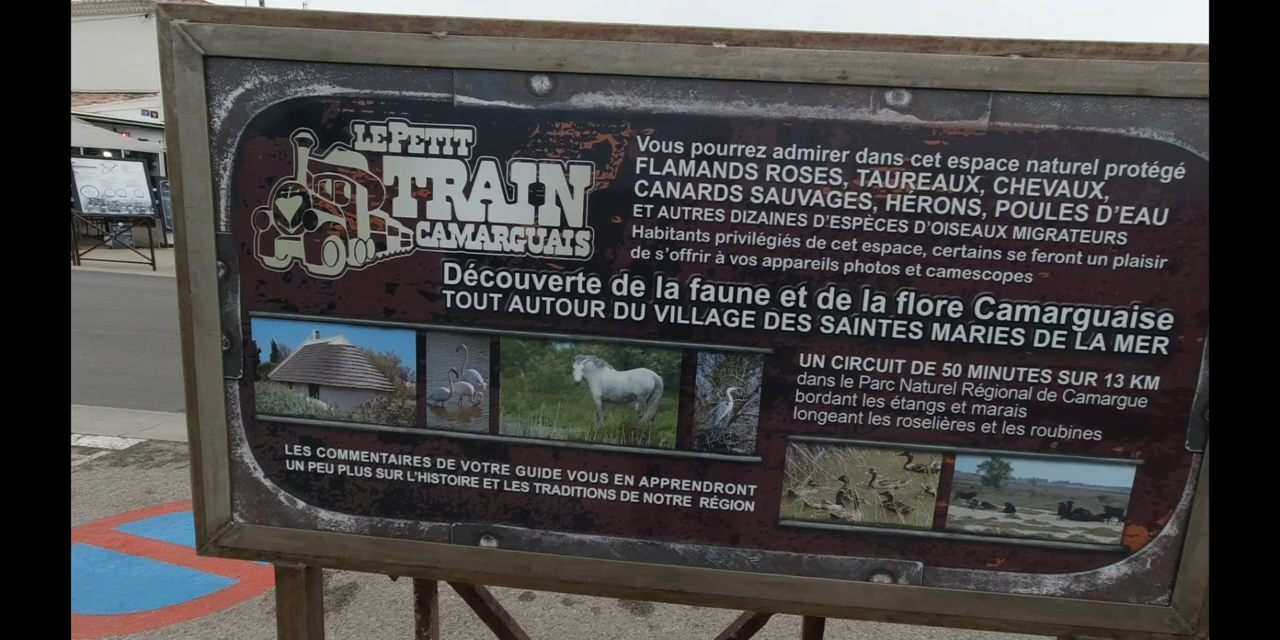 LE PETIT
TRAIN
CAMARGUAIS
Vous pourrez admirer dans cet espace naturel protégé
FLAMANDS ROSES, TAUREAUX, CHEVAUX,
CANARDS SAUVAGES, HÉRONS, POULES D'EAU
ET AUTRES DIZAINES D'ESPÈCES D'OISEAUX MIGRATEURS
Habitants privilégiés de cet espace, certains se feront un plaisir
de s'offrir à vos appareils photos et camescopes
Découverte de la faune et de la flore Camarguaise
TOUT AUTOUR DU VILLAGE DES SAINTES MARIES DE LA MER
UN CIRCUIT DE 50 MINUTES SUR 13 KM
dans le Parc Naturel Régional de Camargue
bordant les étangs et marais
longeant les roselières et les roubines
LES COMMENTAIRES DE VOTRE GUIDE VOUS EN APPRENDRONT
UN PEU PLUS SUR L'HISTOIRE ET LES TRADITIONS DE NOTRE RÉGION